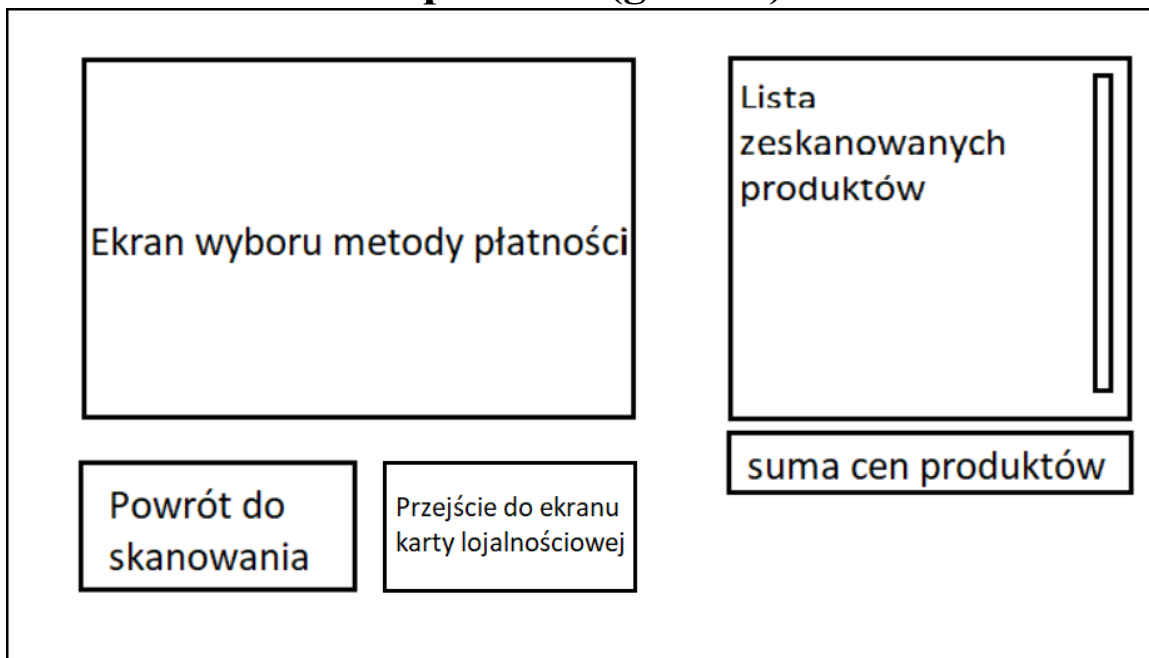 Ekran wyboru metody płatności
Lista
zeskanowanych
produktów
suma cen produktów
Powrót do
skanowania
Przejście do ekranu
karty lojalnościowej